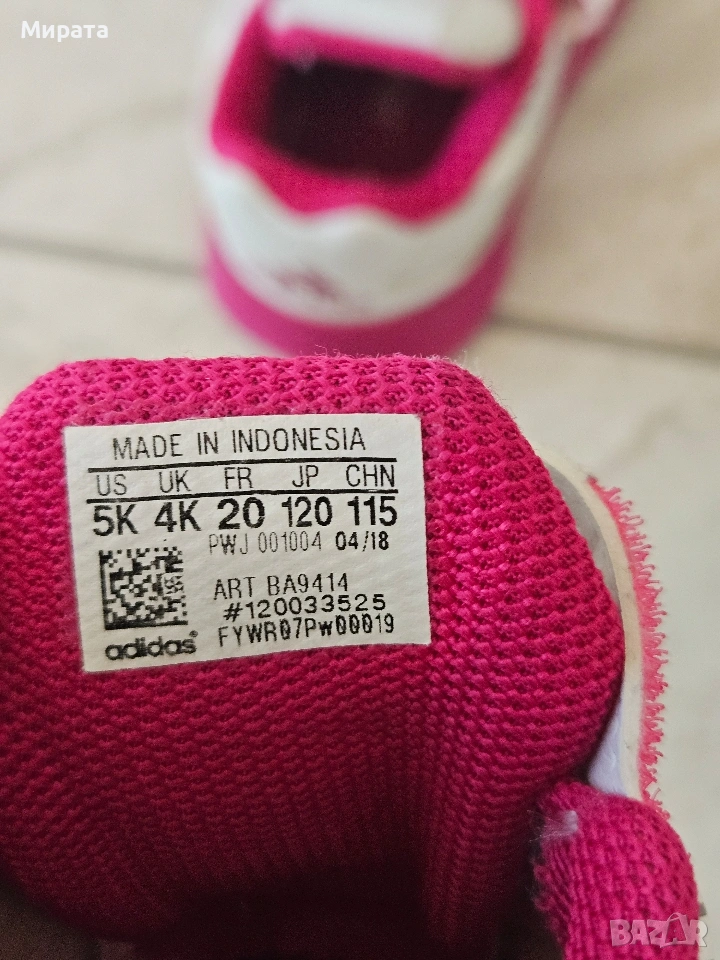 Мирата
MADE IN INDONESIA
US UK FR JP CHN
5K 4K 20 120 115
PWJ 001004 04/18
ART BA9414
#120033525
adidas FYWR07PW00019
BAZAR